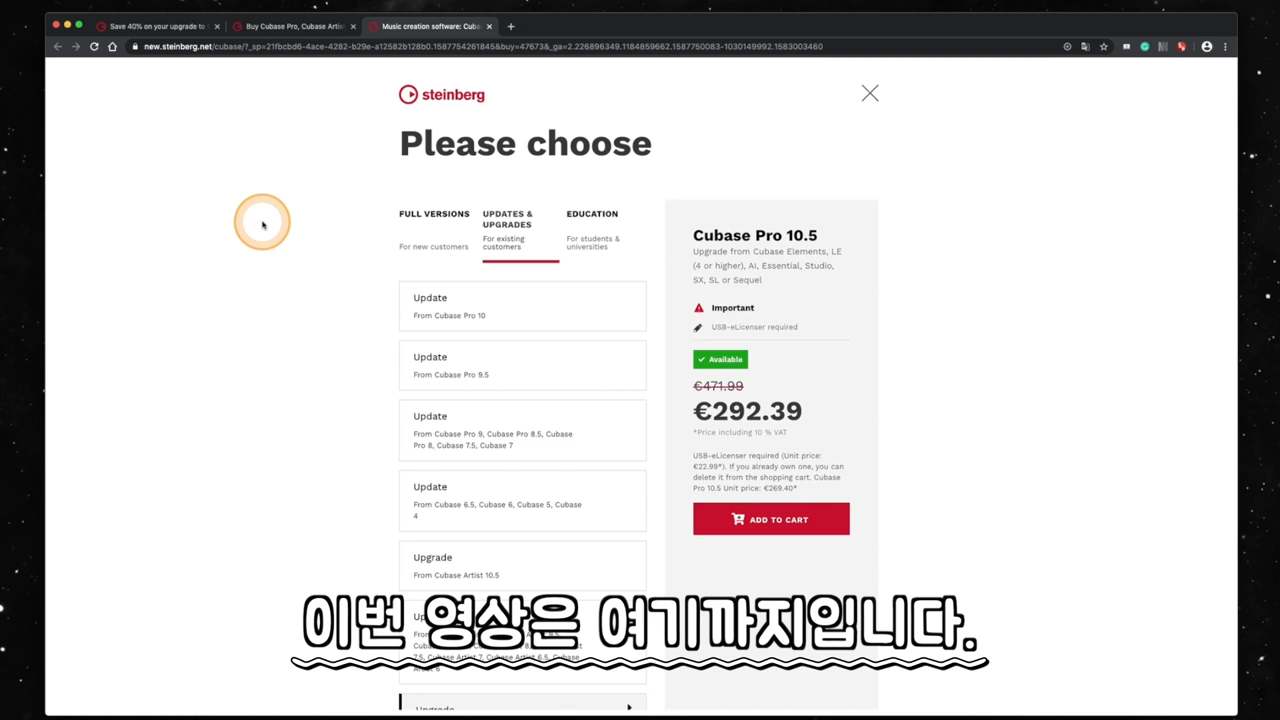 Save 40% on your upgrade to
Buy Cubase Pro, Cubase Artis
Music creation software: Cub
new.steinberg.net/cubase/?_sp=21fbcbd6-4ace-4282-b29e-a12582b128b0.1587754261845&buy=47673&_ga=2.226896349.1184859662.1587750083-1030149992.1583003460
steinberg
Please choose
FULL VERSIONS
For new customers
UPDATES &
UPGRADES
For existing
customers
EDUCATION
For students &
universities
Update
From Cubase Pro 10
Update
From Cubase Pro 9.5
Update
From Cubase Pro 9, Cubase Pro 8.5, Cubase
Pro 8, Cubase 7.5, Cubase 7
Update
From Cubase 6.5, Cubase 6, Cubase 5, Cubase
4
Upgrade
From Cubase Artist 10.5
Upgrade
Cubase Pro 10.5
Upgrade from Cubase Elements, LE
(4 or higher), AI, Essential, Studio,
SX, SL or Sequel
Important
USB-eLicenser required
Available
€471.99
€292.39
*Price including 10 % VAT
USB-eLicenser required (Unit price:
€22.99*). If you already own one, you can
delete it from the shopping cart. Cubase
Pro 10.5 Unit price: €269.40*
ADD TO CART
이번 영상은 여기까지입니다.